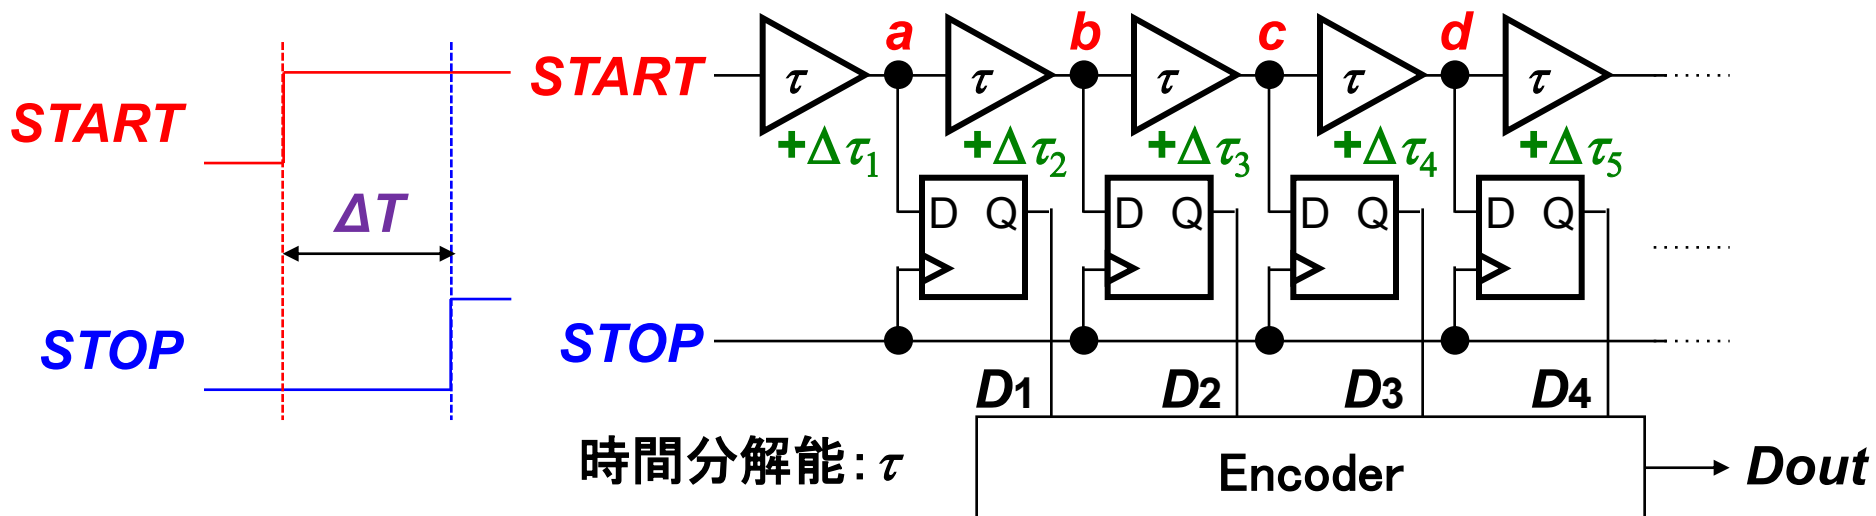 START
ΔT
STOP
START
τ
τ
τ
τ
τ
a
b
c
d
+Δτ1
+Δτ2
+Δτ3
+Δτ4
+Δτ5
D Q
D Q
D Q
D Q
STOP
D1
D2
D3
D4
時間分解能:τ
Encoder
Dout